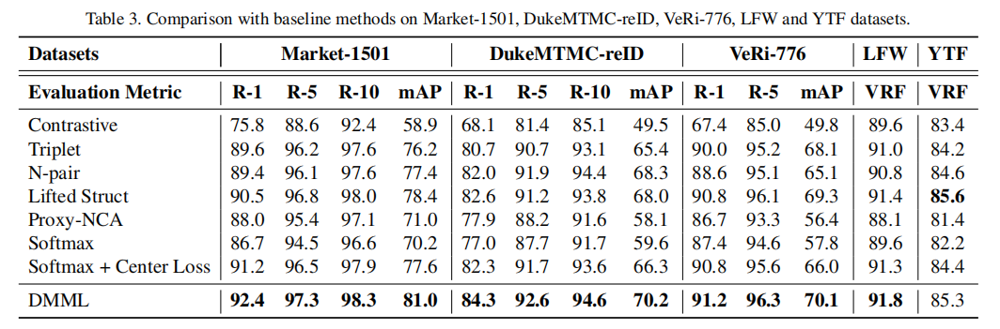 Table 3. Comparison with baseline methods on Market-1501, DukeMTMC-reID, VeRi-776, LFW and YTF datasets.
Datasets Market-1501 DukeMTMC-reID VeRi-776 LFW YTF
Evaluation Metric R-1 R-5 R-10 mAP R-1 R-5 R-10 mAP R-1 R-5 mAP VRF VRF
Contrastive 75.8 88.6 92.4 58.9 68.1 81.4 85.1 49.5 67.4 85.0 49.8 89.6 83.4
Triplet 89.6 96.2 97.6 76.2 80.7 90.7 93.1 65.4 90.0 95.2 68.1 91.0 84.2
N-pair 89.4 96.1 97.6 77.4 82.0 91.9 94.4 68.3 88.6 95.1 65.1 90.8 84.6
Lifted Struct 90.5 96.8 98.0 78.4 82.6 91.2 93.8 68.0 90.8 96.1 69.3 91.4 85.6
Proxy-NCA 88.0 95.4 97.1 71.0 77.9 88.2 91.6 58.1 86.7 93.3 56.4 88.1 81.4
Softmax 86.7 94.5 96.6 70.2 77.0 87.7 91.7 59.6 87.4 94.6 57.8 89.6 82.2
Softmax + Center Loss 91.2 96.5 97.9 77.6 82.3 91.7 93.6 66.3 90.8 95.6 66.0 91.3 84.4
DMML 92.4 97.3 98.3 81.0 84.3 92.6 94.6 70.2 91.2 96.3 70.1 91.8 85.3